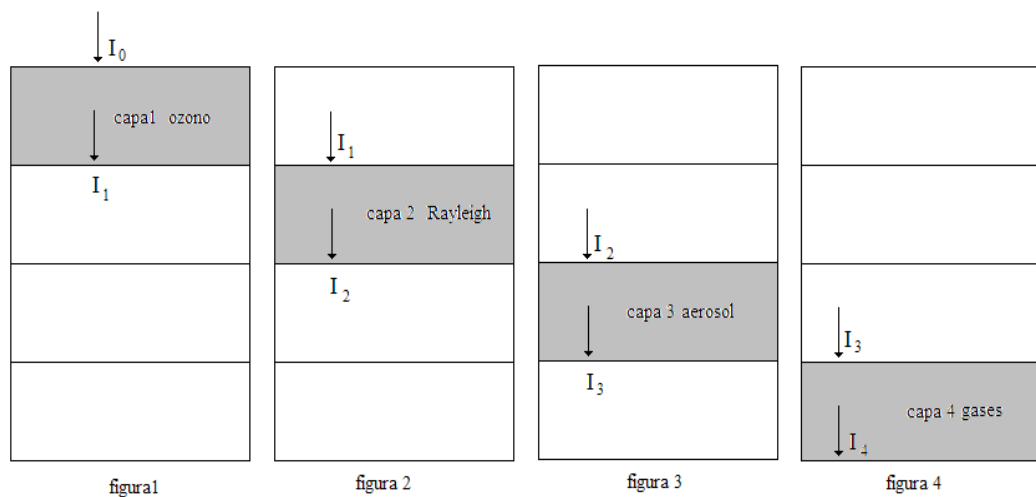 I0
capa1 ozono
I1
figura1
I1
capa 2 Rayleigh
I2
figura 2
I2
capa 3 aerosol
I3
figura 3
I3
capa 4 gases
I4
figura 4